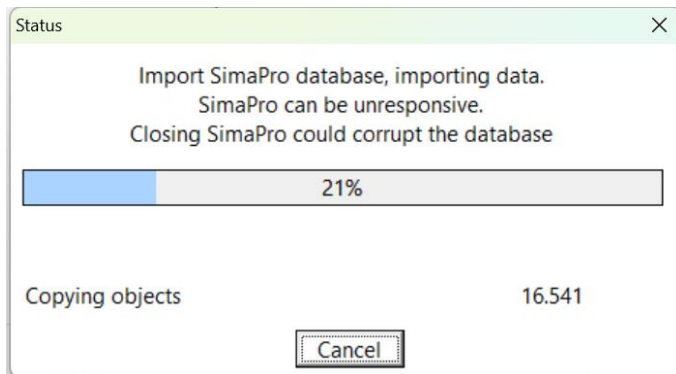 Status
Import SimaPro database, importing data.
SimaPro can be unresponsive.
Closing SimaPro could corrupt the database
21%
Copying objects 16.541
Cancel